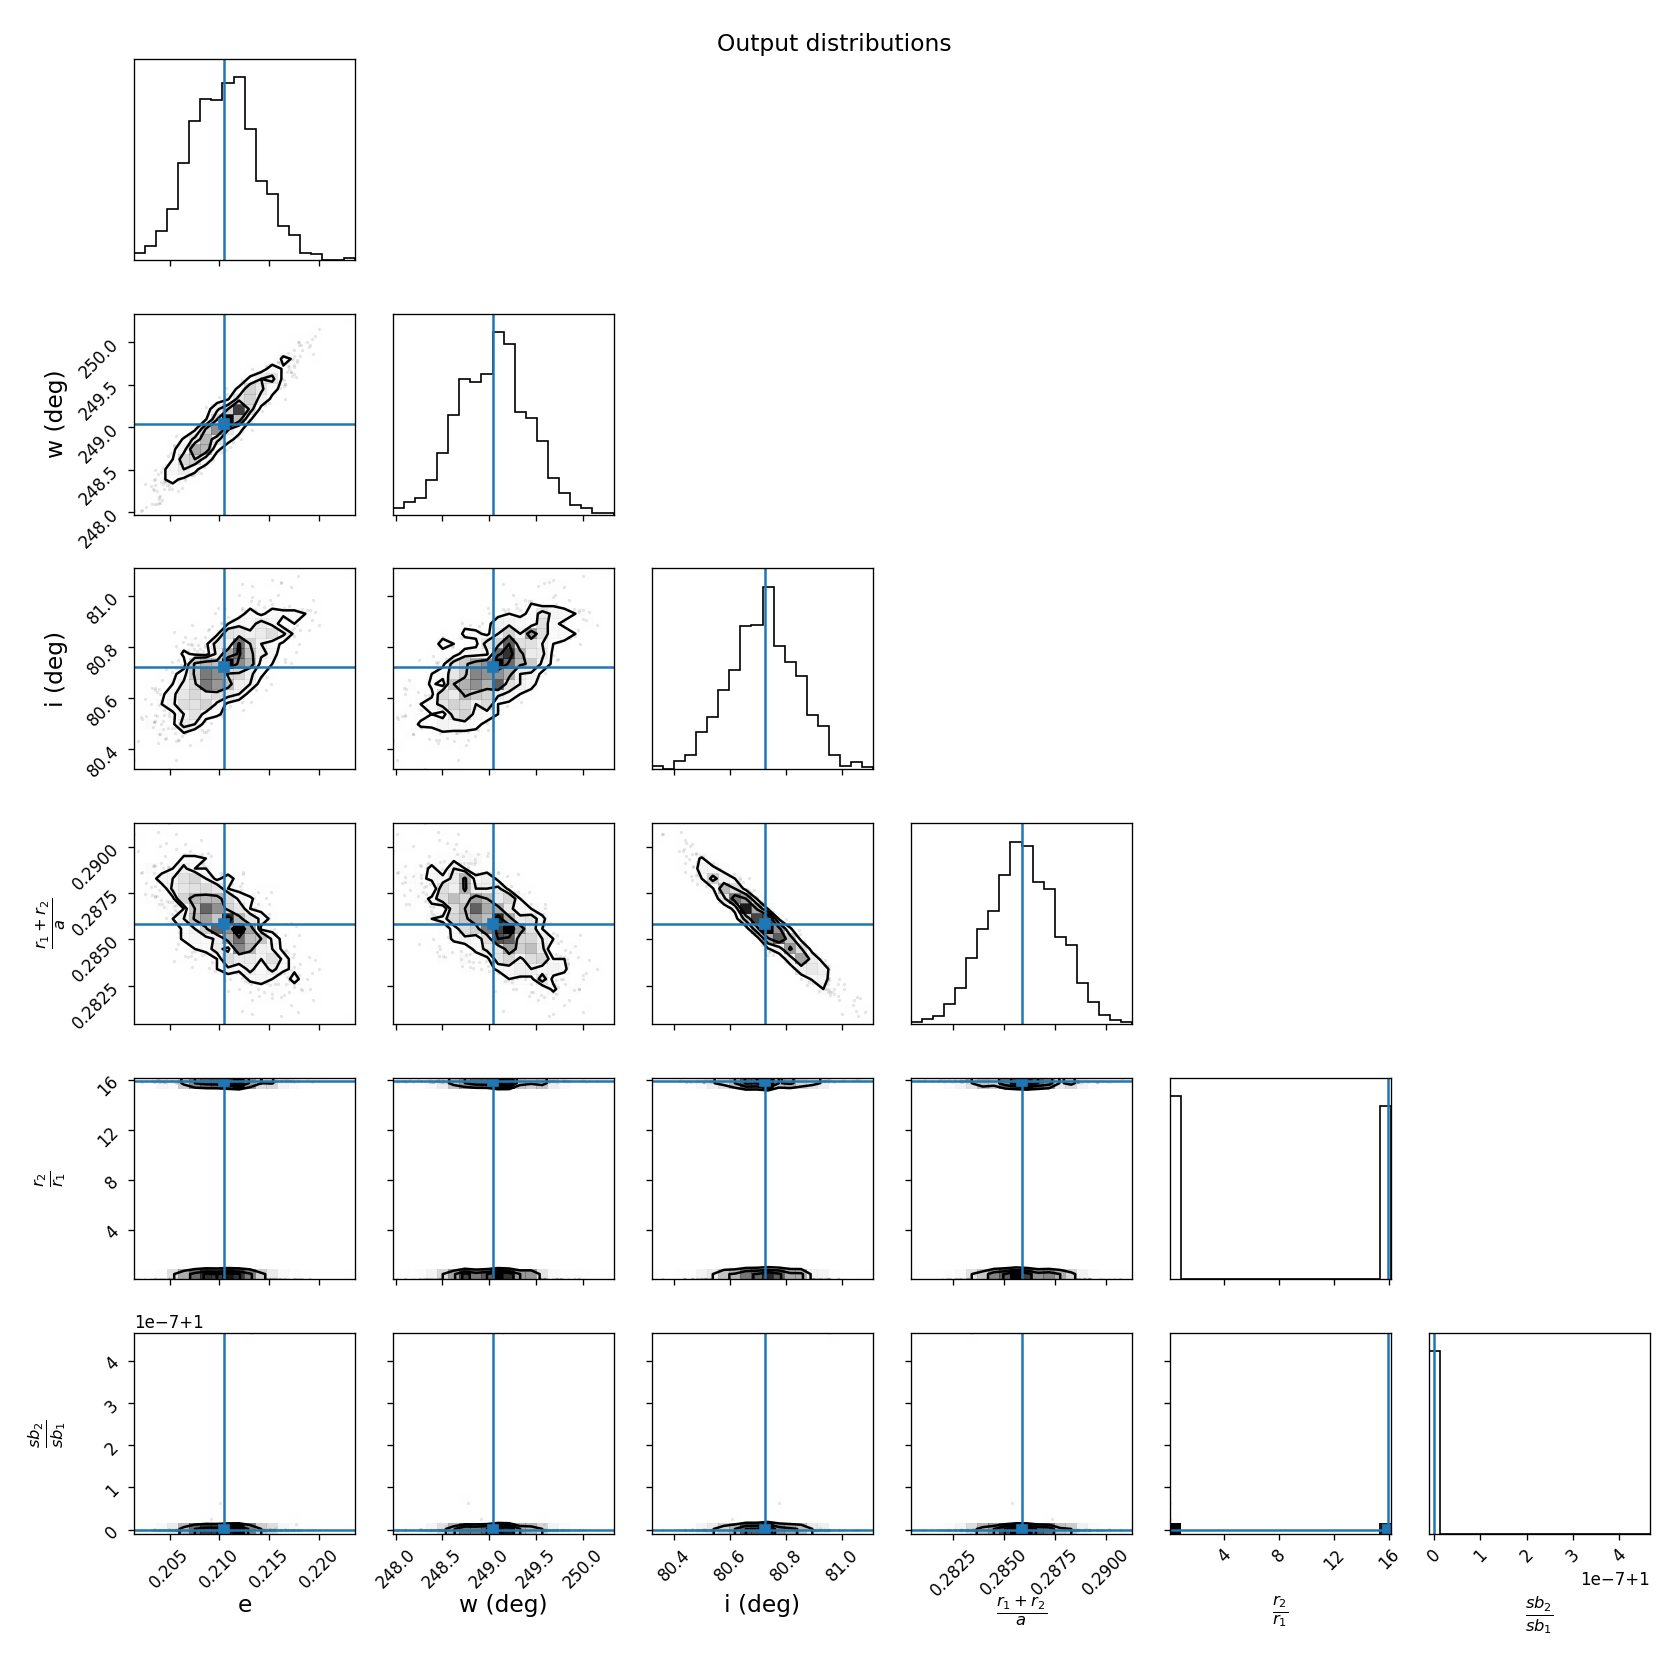 Output distributions
w (deg)
250.0
249.5
249.0
248.5
248.0
i (deg)
81.0
80.8
80.6
80.4
r₁ + r₂
a
0.2900
0.2875
0.2850
0.2825
r₂
r₁
16
12
8
4
1e−7+1
sb₂
sb₁
4
3
2
1
0
0.205 0.210 0.215 0.220
e
248.0 248.5 249.0 249.5 250.0
w (deg)
80.4 80.6 80.8 81.0
i (deg)
0.2825 0.2850 0.2875 0.2900
r₁ + r₂
a
4 8 12 16
r₂
r₁
0 1 2 3 4
1e−7+1
sb₂
sb₁